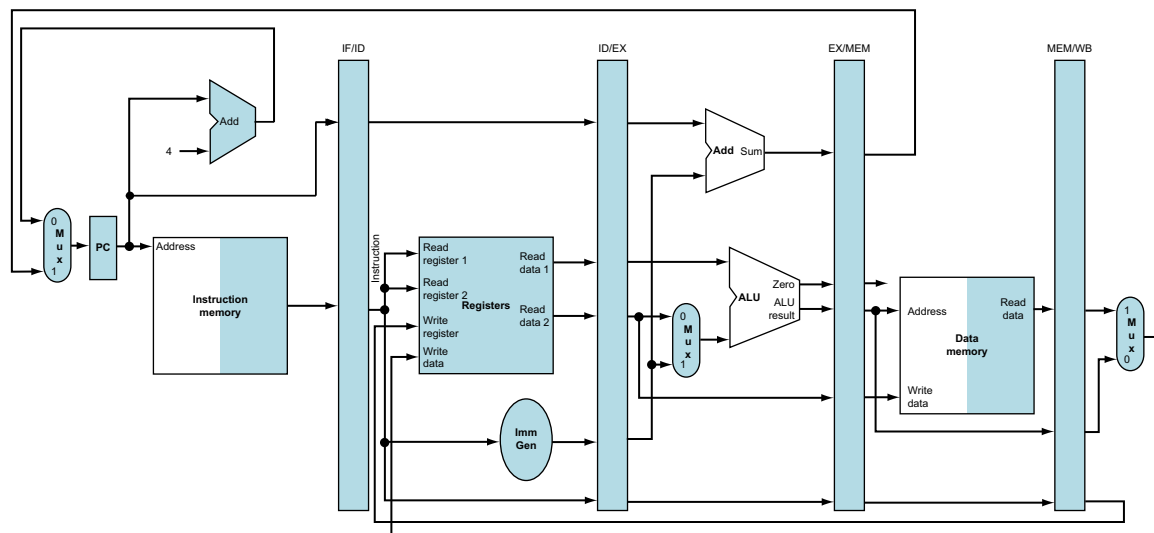 IF/ID
ID/EX
EX/MEM
MEM/WB
Add
4
Add Sum
0
M
u
x
1
PC
Address
Instruction
memory
Instruction
Read
register 1
Read
register 2
Registers
Write
register
Write
data
Read
data 1
Read
data 2
Imm
Gen
0
M
u
x
1
Zero
ALU
ALU
result
Address
Read
data
Data
memory
Write
data
1
M
u
x
0